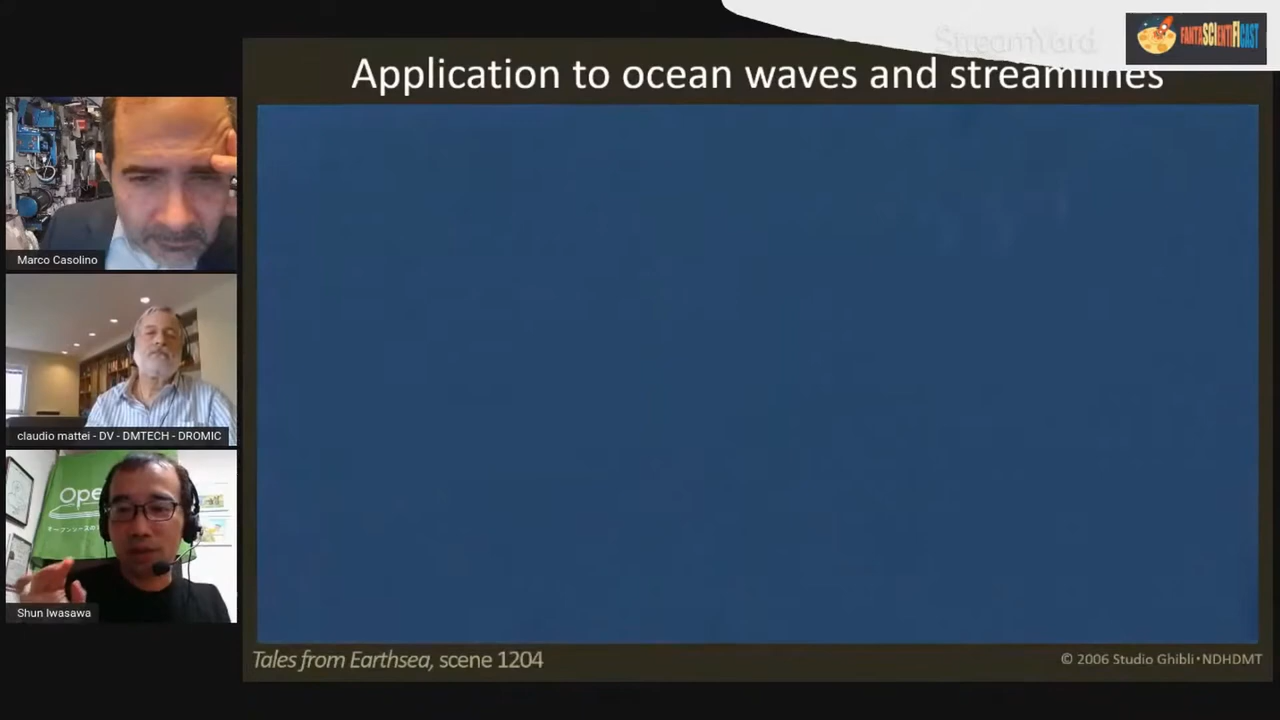 StreamYard
FANTASCIENTIFICAST
Application to ocean waves and streamlines
Marco Casolino
claudio mattei - DV - DMTECH - DROMIC
Ope
Shun Iwasawa
Tales from Earthsea, scene 1204
© 2006 Studio Ghibli・NDHDMT